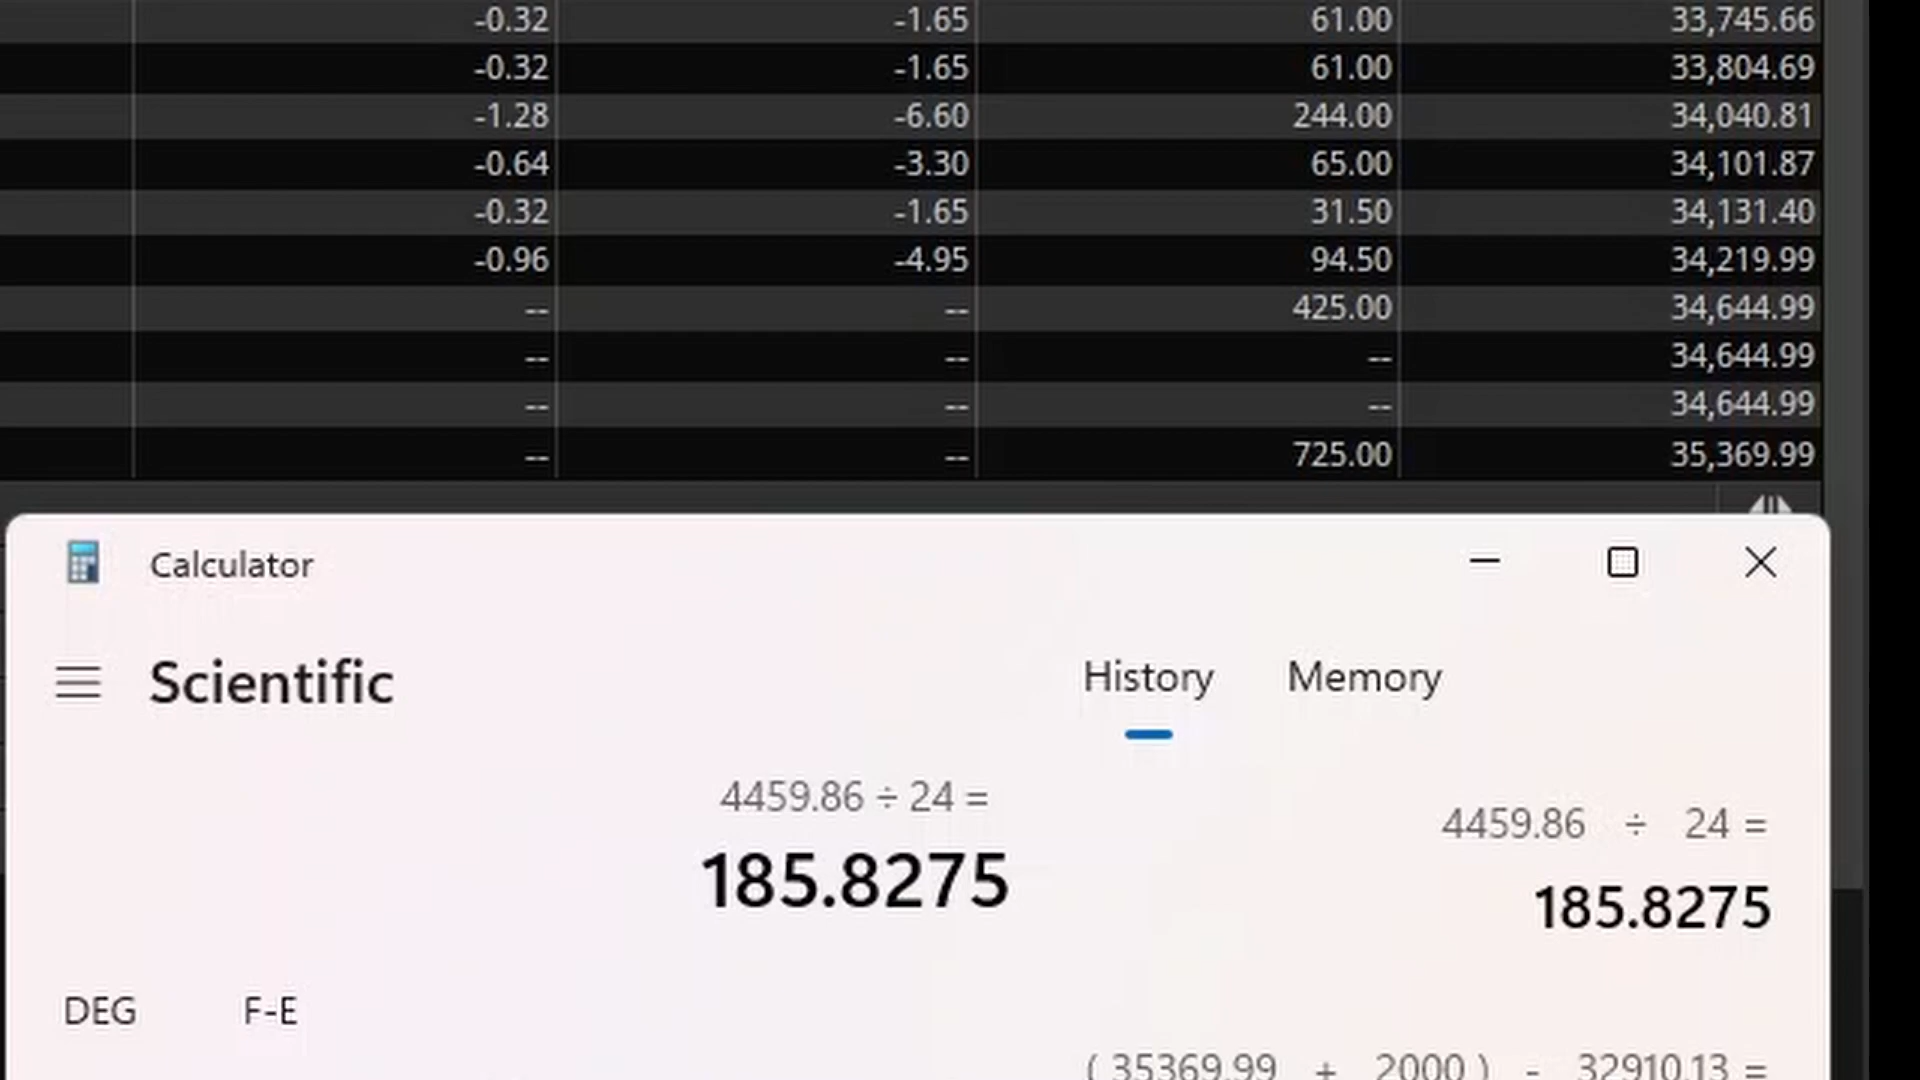 -0.32 -1.65 61.00 33,745.66
-0.32 -1.65 61.00 33,804.69
-1.28 -6.60 244.00 34,040.81
-0.64 -3.30 65.00 34,101.87
-0.32 -1.65 31.50 34,131.40
-0.96 -4.95 94.50 34,219.99
-- -- 425.00 34,644.99
-- -- -- 34,644.99
-- -- -- 34,644.99
-- -- 725.00 35,369.99
Calculator
Scientific
History Memory
4459.86 ÷ 24 =
185.8275
4459.86 ÷ 24 =
185.8275
DEG F-E
( 35369.99 + 2000 ) - 32910.13 =